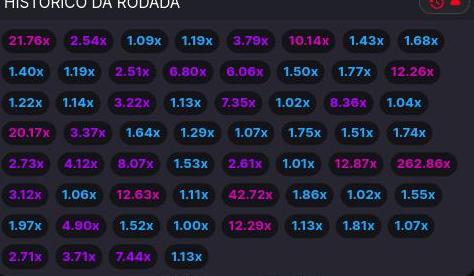 HISTÓRICO DA RODADA
21.76x 2.54x 1.09x 1.19x 3.79x 10.14x 1.43x 1.68x
1.40x 1.19x 2.51x 6.80x 6.06x 1.50x 1.77x 12.26x
1.22x 1.14x 3.22x 1.13x 7.35x 1.02x 8.36x 1.04x
20.17x 3.37x 1.64x 1.29x 1.07x 1.75x 1.51x 1.74x
2.73x 4.12x 8.07x 1.53x 2.61x 1.01x 12.87x 262.86x
3.12x 1.06x 12.63x 1.11x 42.72x 1.86x 1.02x 1.55x
1.97x 4.90x 1.52x 1.00x 12.29x 1.13x 1.81x 1.07x
2.71x 3.71x 7.44x 1.13x